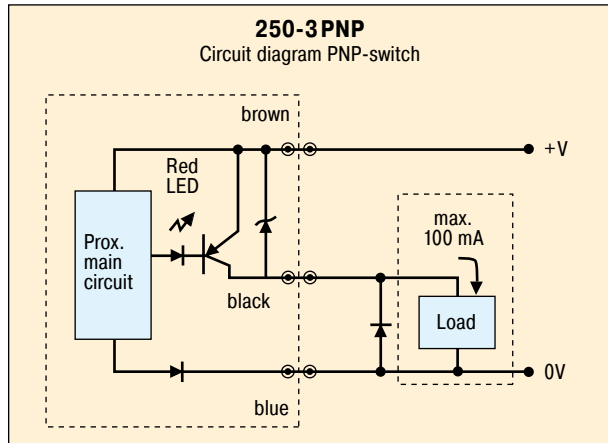 250-3 PNP
Circuit diagram PNP-switch
brown
+V
Red
LED
max.
100 mA
Prox.
main
circuit
black
Load
0V
blue